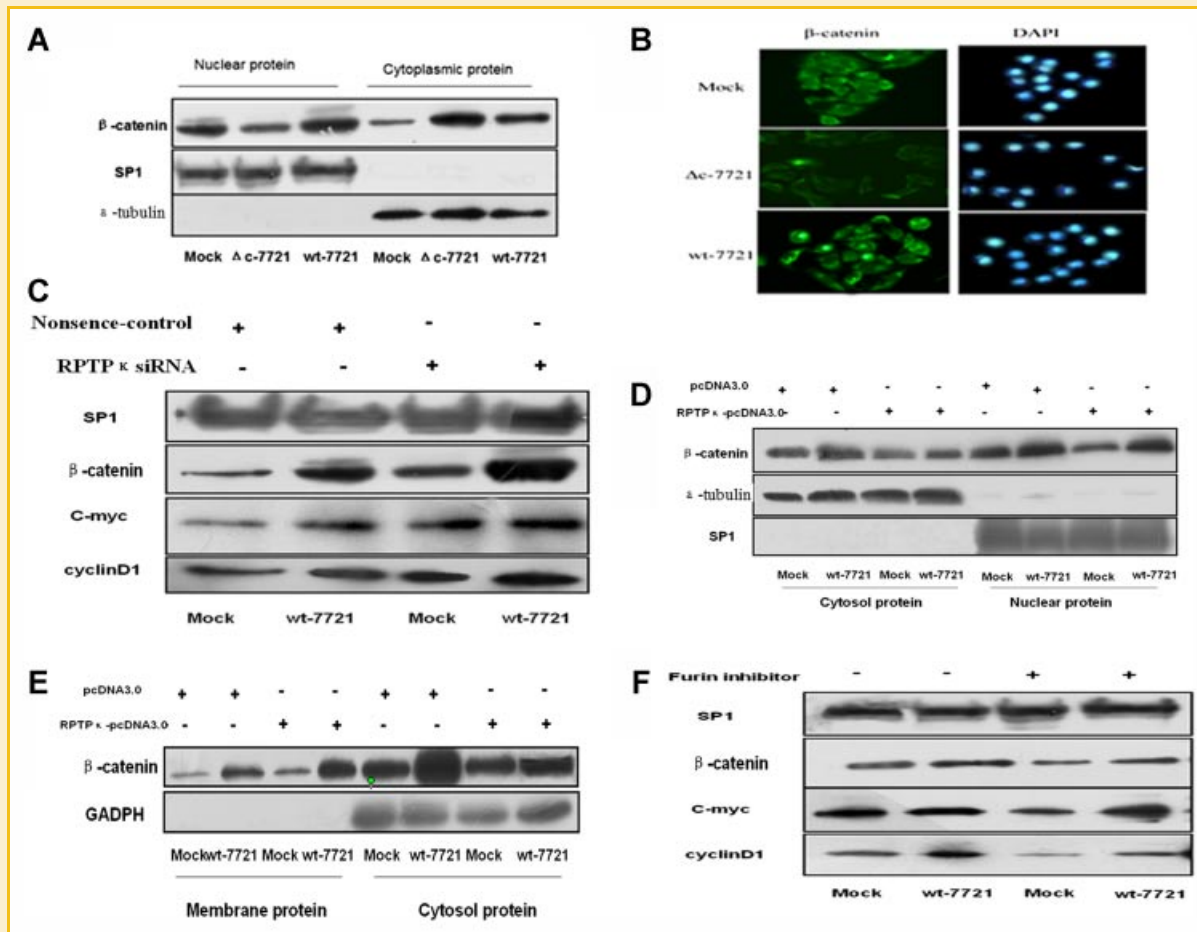 A
Nuclear protein Cytoplasmic protein
β-catenin
SP1
ε-tubulin
Mock Δc-7721 wt-7721 Mock Δc-7721 wt-7721
B
β-catenin DAPI
Mock
Δc-7721
wt-7721
C
Nonsence-control + + - -
RPTPκ siRNA - - + +
SP1
β-catenin
C-myc
cyclinD1
Mock wt-7721 Mock wt-7721
D
pcDNA3.0 + + - - + + - -
RPTPκ-pcDNA3.0 - - + + - - + +
β-catenin
ε-tubulin
SP1
Mock wt-7721 Mock wt-7721 Mock wt-7721 Mock wt-7721
Cytosol protein Nuclear protein
E
pcDNA3.0 + + - - + + - -
RPTPκ-pcDNA3.0 - - + + - - + +
β-catenin
GADPH
Mock wt-7721 Mock wt-7721 Mock wt-7721 Mock wt-7721
Membrane protein Cytosol protein
F
Furin inhibitor - - + +
SP1
β-catenin
C-myc
cyclinD1
Mock wt-7721 Mock wt-7721